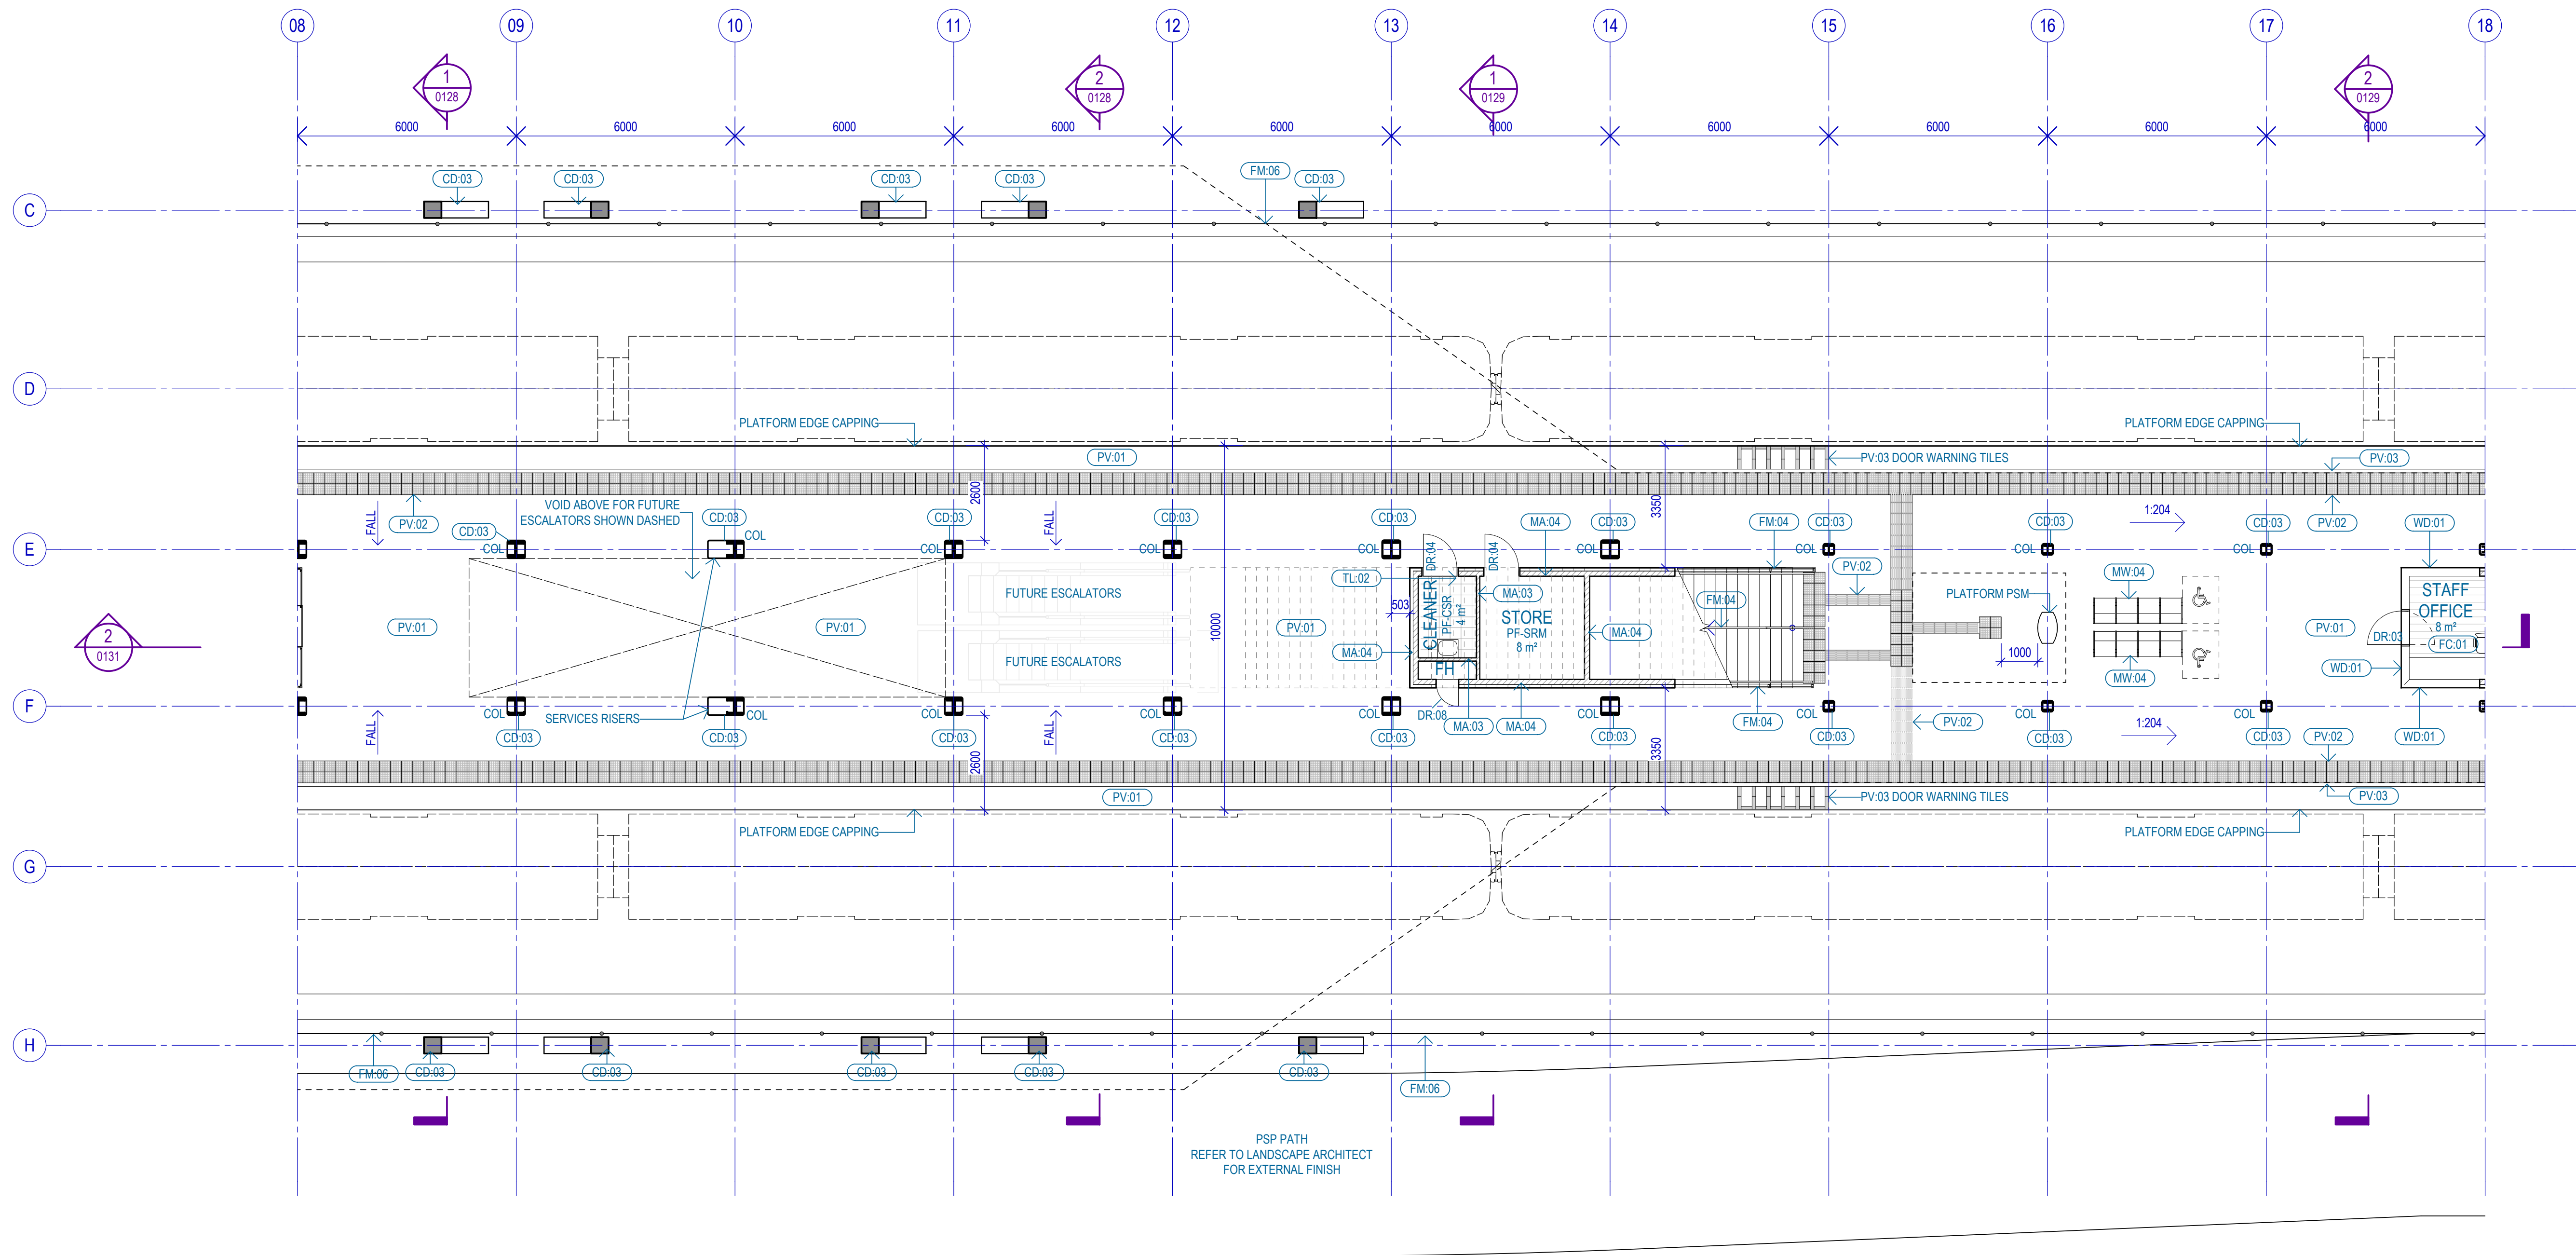 08 09 10 11 12 13 14 15 16 17 18
1 2 1 2
0128 0128 0129 0129
6000 6000 6000 6000 6000 6000 6000 6000 6000 6000
CD:03 CD:03 CD:03 CD:03 FM:06 CD:03
C
D
PLATFORM EDGE CAPPING PLATFORM EDGE CAPPING
PV:01 PV:03 DOOR WARNING TILES PV:03
2600 3350
VOID ABOVE FOR FUTURE
ESCALATORS SHOWN DASHED
FALL PV:02 CD:03 CD:03 CD:03 FALL CD:03 CD:03 MA:04 CD:03 FM:04 CD:03 CD:03 1:204 CD:03 PV:02 WD:01
E
COL COL COL COL COL COL COL COL COL
DR:04 DR:04
TL:02 PV:02 MW:04
FUTURE ESCALATORS
MA:03 FM:04 PLATFORM PSM
503
CLEANER
PF-CSR
4 m²
STORE
PF-SRM
8 m²
STAFF
OFFICE
8 m²
FC:01
PV:01 PV:01 10000 PV:01 MA:04 PV:01 DR:03
2
0131
MA:04 1000
FUTURE ESCALATORS
FH WD:01
MW:04
F
COL COL COL COL COL COL COL COL COL
SERVICES RISERS DR:08 MA:03 MA:04 FM:04 PV:02 1:204
FALL CD:03 CD:03 CD:03 FALL CD:03 CD:03 CD:03 CD:03 CD:03 CD:03 PV:02 WD:01
2600 3350
PV:01 PV:03 DOOR WARNING TILES PV:03
PLATFORM EDGE CAPPING PLATFORM EDGE CAPPING
G
H
FM:06 CD:03 CD:03 CD:03 CD:03 CD:03 FM:06
PSP PATH
REFER TO LANDSCAPE ARCHITECT
FOR EXTERNAL FINISH